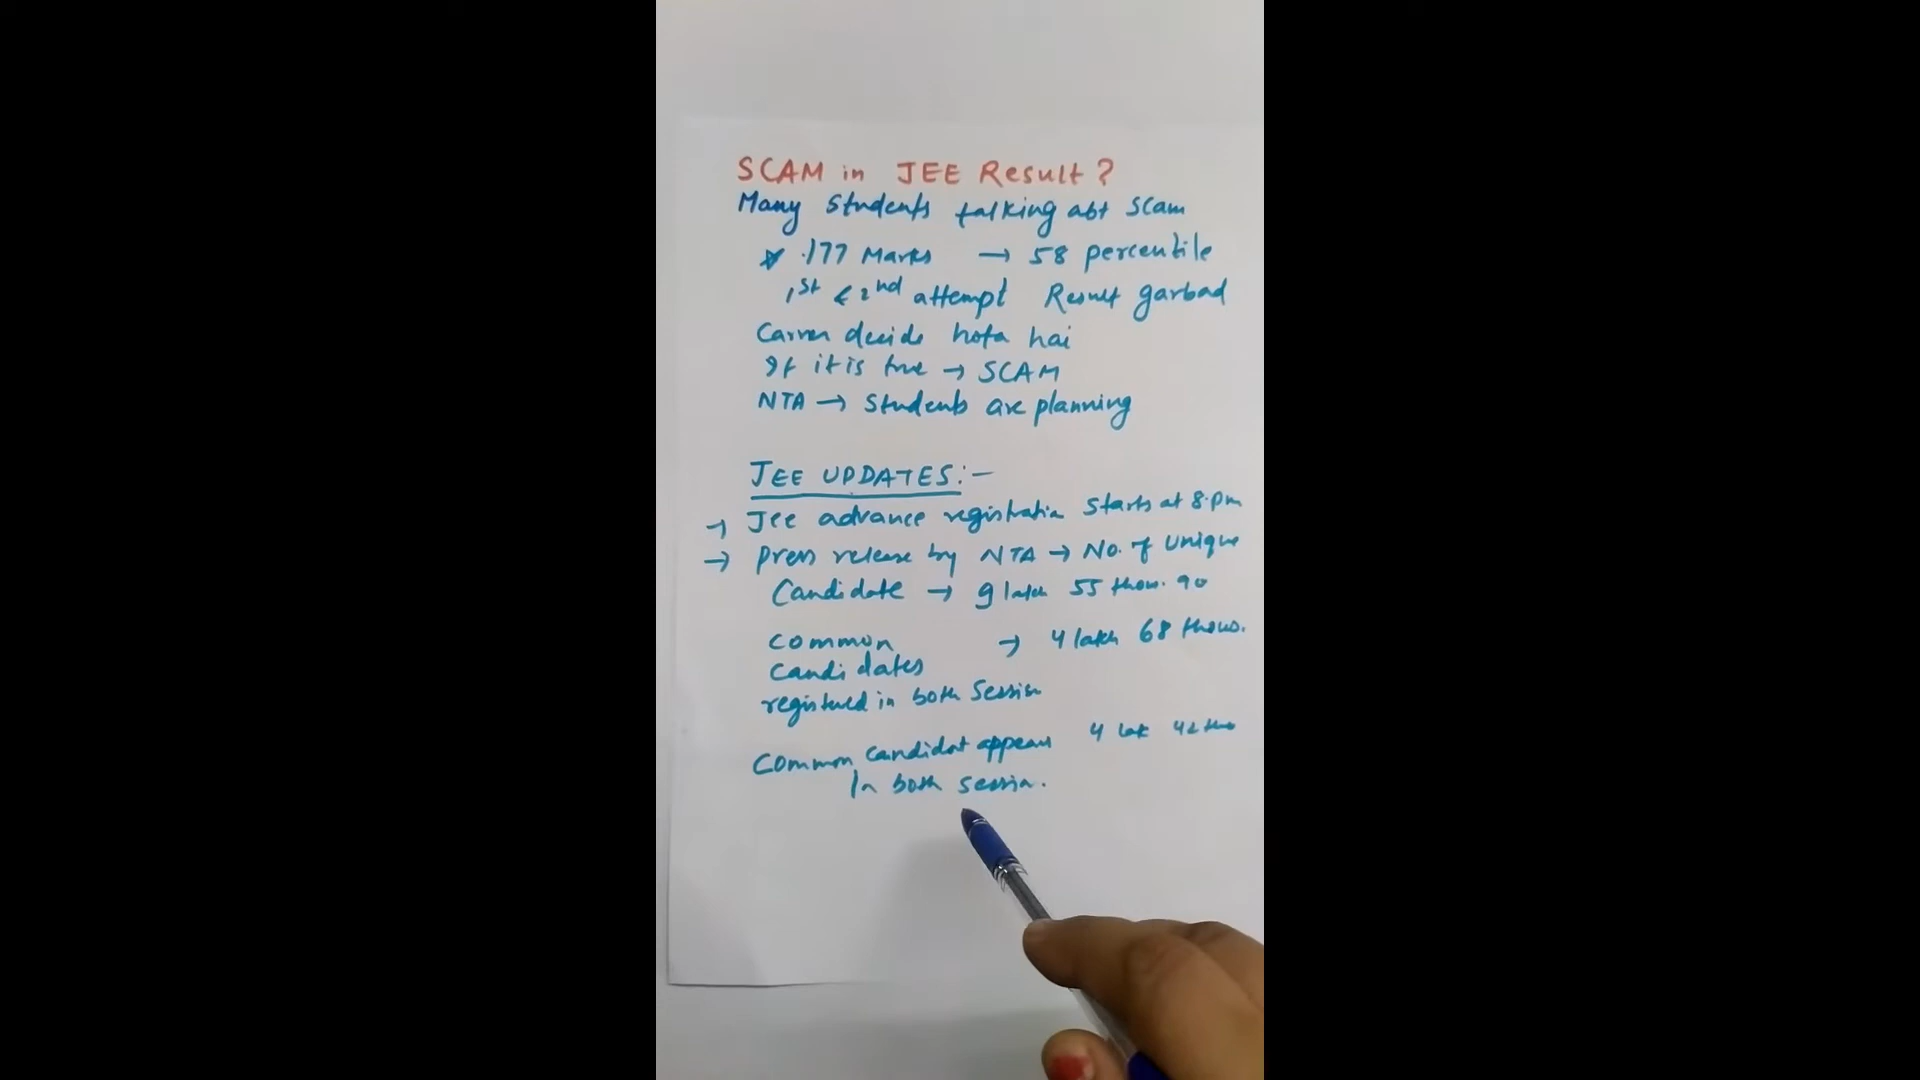 SCAM in JEE Result?
Many Students talking abt scam
177 Marks → 58 percentile
1st & 2nd attempt Result garbad
Carrer decide hota hai
If it is true → SCAM
NTA → Students are planning
JEE UPDATES:-
→ Jee advance registration Starts at 8.pm
→ Press release by NTA → No. of unique
Candidate → 9 lakh 55 thou. 90
Common → 4 lakh 68 thous.
Candidates
registered in both Session
Common candidat appears 4 lak 42 tho
In both session.